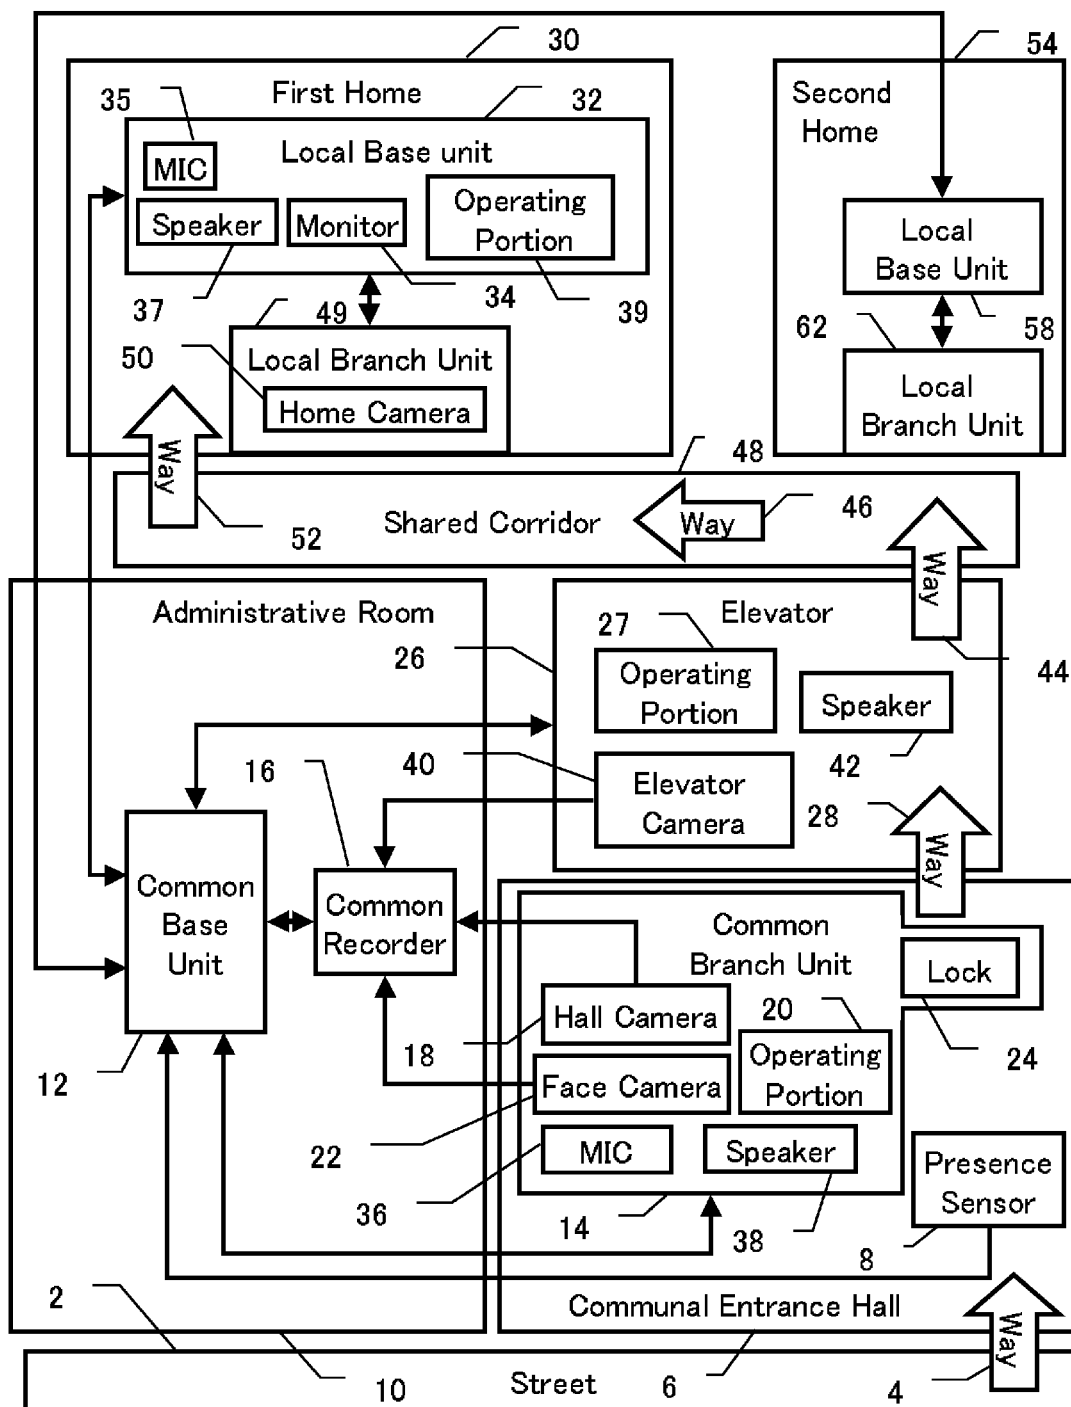 30
54
First Home
Second
Home
35
32
Local Base unit
MIC
Operating
Portion
Speaker
Monitor
Local
Base Unit
37
34
39
49
58
62
50
Local Branch Unit
Home Camera
Local
Branch Unit
Way
48
46
Shared Corridor
Way
52
Way
Administrative Room
Elevator
27
26
44
Operating
Portion
Speaker
16
40
42
Elevator
Camera
28
Way
Common
Base
Unit
Common
Recorder
Common
Branch Unit
Lock
Hall Camera
20
18
24
12
Operating
Portion
Face Camera
22
MIC
Speaker
Presence
Sensor
36
14
38
8
2
Communal Entrance Hall
Way
10
Street
6
4